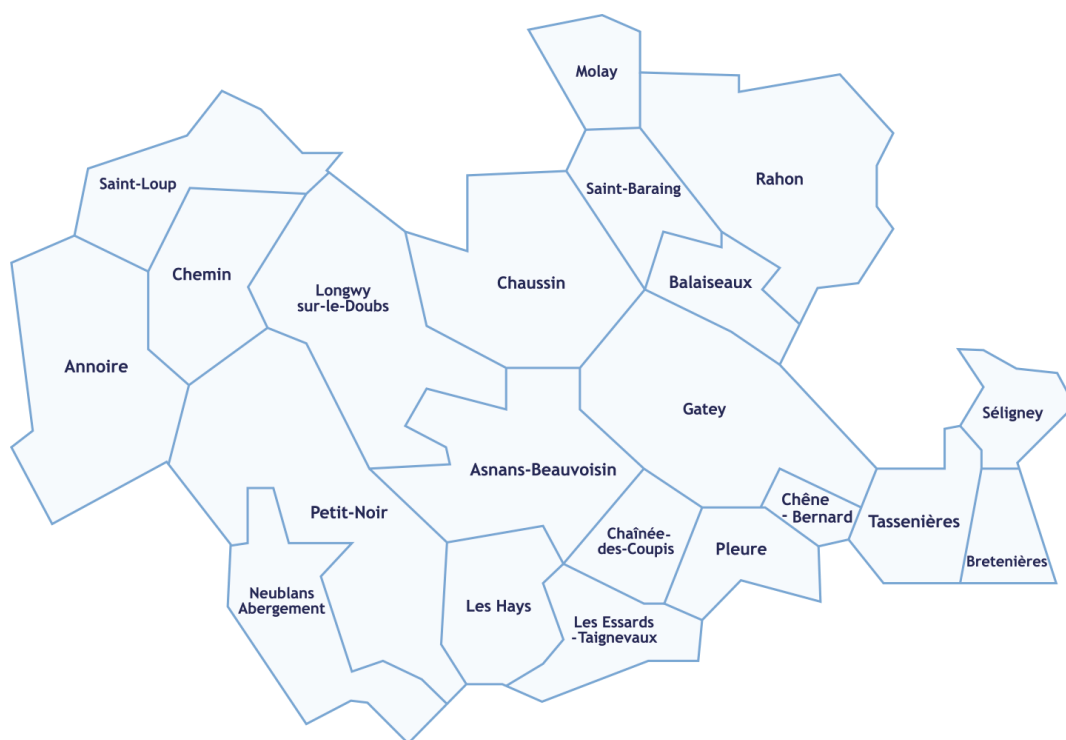 Molay
Saint-Loup
Saint-Baraing
Rahon
Chemin
Longwy
sur-le-Doubs
Chaussin
Balaiseaux
Annoire
Gatey
Séligney
Asnans-Beauvoisin
Petit-Noir
Chêne
- Bernard
Tassenières
Chaînée-
des-Coupis
Pleure
Bretenières
Neublans
Abergement
Les Hays
Les Essards
-Taignevaux